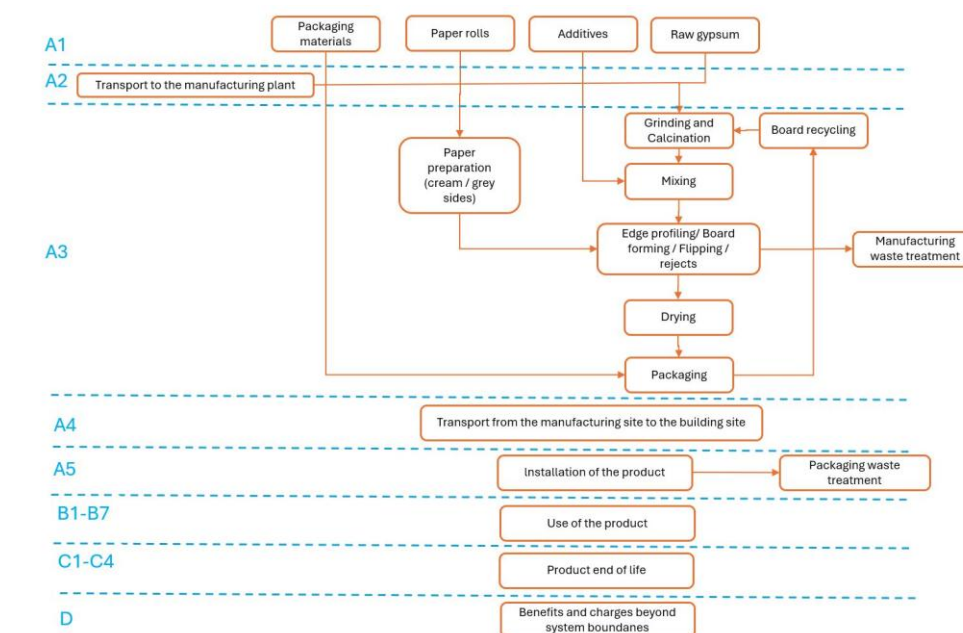 A1
Packaging
materials
Paper rolls
Additives
Raw gypsum
A2
Transport to the manufacturing plant
A3
Grinding and
Calcination
Board recycling
Paper
preparation
(cream / grey
sides)
Mixing
Edge profiling/ Board
forming / Flipping /
rejects
Manufacturing
waste treatment
Drying
Packaging
A4
Transport from the manufacturing site to the building site
A5
Installation of the product
Packaging waste
treatment
B1-B7
Use of the product
C1-C4
Product end of life
D
Benefits and charges beyond
system boundanes